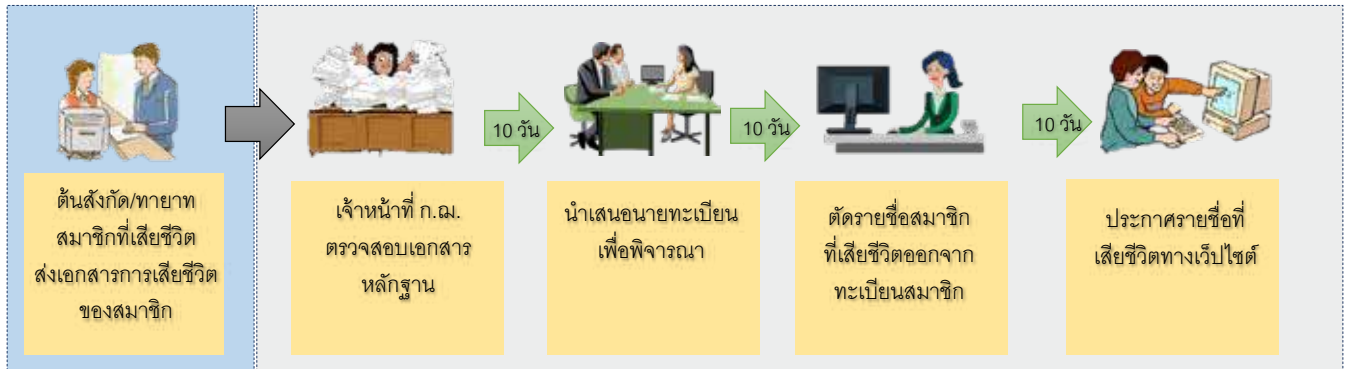 10 วัน
10 วัน
10 วัน
ต้นสังกัด/ทายาท
สมาชิกที่เสียชีวิต
ส่งเอกสารการเสียชีวิต
ของสมาชิก
เจ้าหน้าที่ ก.ฌ.
ตรวจสอบเอกสาร
หลักฐาน
นำเสนอนายทะเบียน
เพื่อพิจารณา
ตัดรายชื่อสมาชิก
ที่เสียชีวิตออกจาก
ทะเบียนสมาชิก
ประกาศรายชื่อที่
เสียชีวิตทางเว็ปไซต์